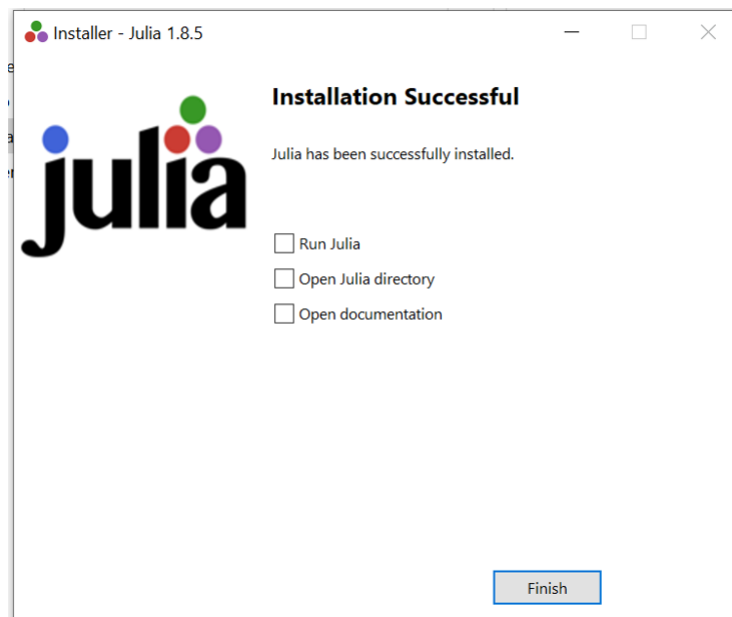 Installer - Julia 1.8.5
julia
Installation Successful
Julia has been successfully installed.
Run Julia
Open Julia directory
Open documentation
Finish